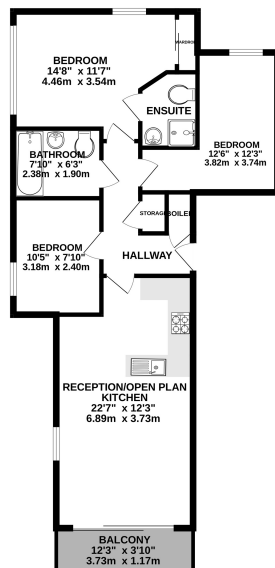 BEDROOM
14'8" x 11'7"
4.46m x 3.54m
WARDROBE
ENSUITE
BEDROOM
12'6" x 12'3"
3.82m x 3.74m
BATHROOM
7'10" x 6'3"
2.38m x 1.90m
STORAGE
BOILER
BEDROOM
10'5" x 7'10"
3.18m x 2.40m
HALLWAY
RECEPTION/OPEN PLAN
KITCHEN
22'7" x 12'3"
6.89m x 3.73m
BALCONY
12'3" x 3'10"
3.73m x 1.17m